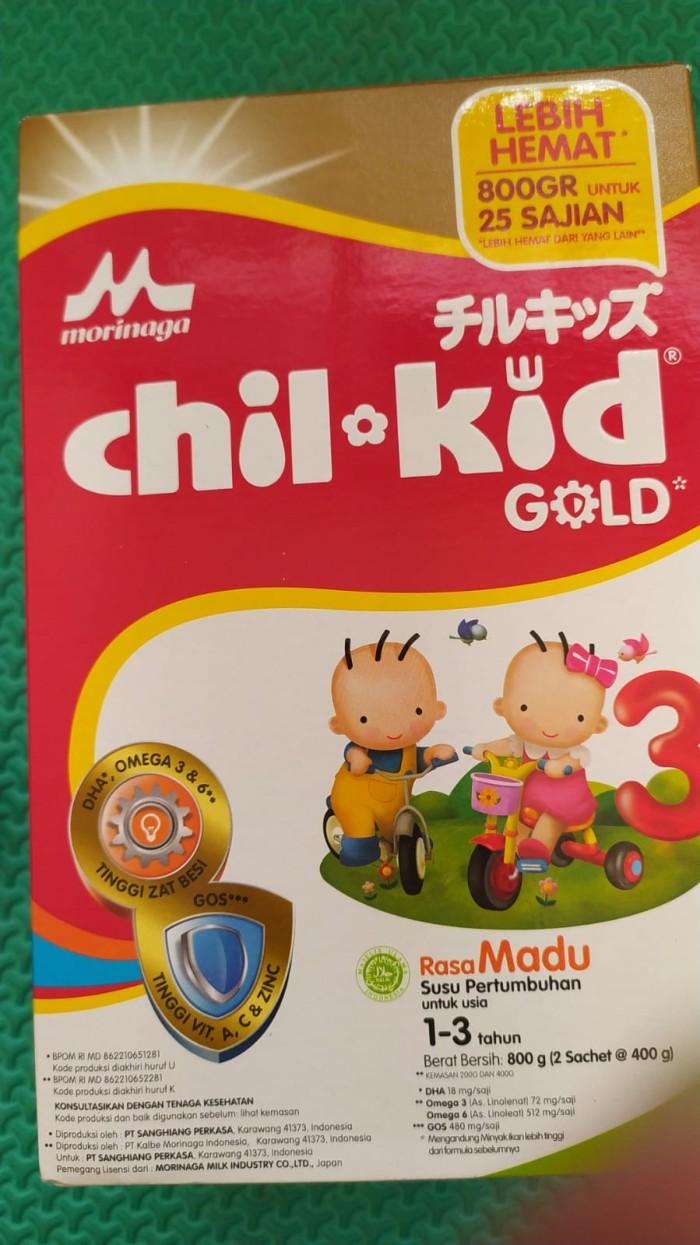 LEBIH
HEMAT*
800GR UNTUK
25 SAJIAN
*LEBIH HEMAT DARI YANG LAIN**
morinaga
チルキッズ
chil*kid®
GOLD*
3
DHA*, OMEGA 3 & 6**
TINGGI ZAT BESI
GOS***
TINGGI VIT. A, C & ZINC
Rasa Madu
Susu Pertumbuhan
untuk usia
1-3 tahun
Berat Bersih: 800 g (2 Sachet @ 400 g)
** KEMASAN 200G DAN 400G
* DHA 18 mg/saji
** Omega 3 (As. Linolenat) 72 mg/saji
Omega 6 (As. Linoleat) 512 mg/saji
*** GOS 480 mg/saji
* Mengandung Minyak Ikan lebih tinggi
dari formula sebelumnya
• BPOM RI MD 862210651281
Kode produksi diakhiri huruf U
•• BPOM RI MD 862210652281
Kode produksi diakhiri huruf K
KONSULTASIKAN DENGAN TENAGA KESEHATAN
Kode produksi dan baik digunakan sebelum: lihat kemasan
• Diproduksi oleh : PT SANGHIANG PERKASA, Karawang 41373, Indonesia
•• Diproduksi oleh : PT Kalbe Morinaga Indonesia, Karawang 41373, Indonesia
Untuk : PT SANGHIANG PERKASA, Karawang 41373, Indonesia
Pemegang Lisensi dari : MORINAGA MILK INDUSTRY CO.,LTD., Japan